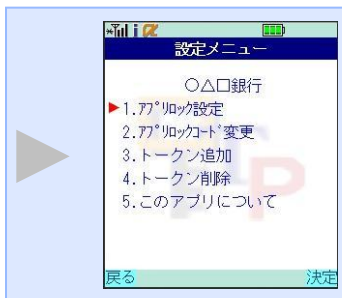 設定メニュー
○△□銀行
1.アプリロック設定
2.アプリロックコード変更
3.トークン追加
4.トークン削除
5.このアプリについて
戻る 決定